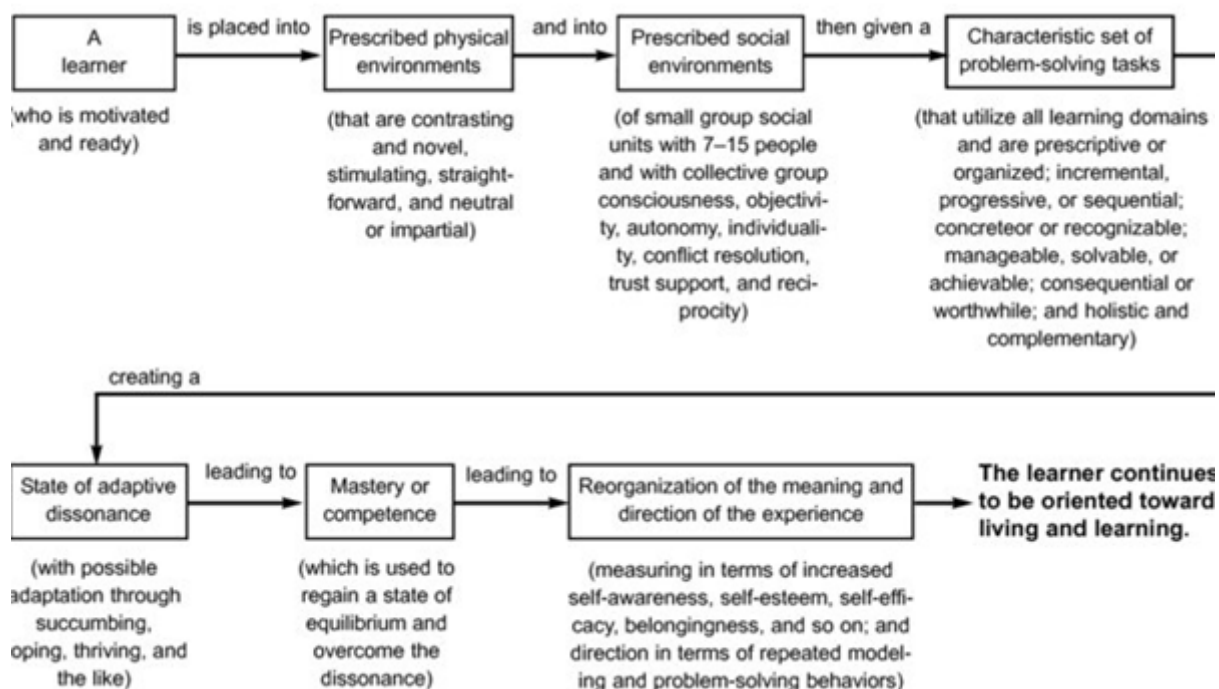 A
learner
is placed into
Prescribed physical
environments
and into
Prescribed social
environments
then given a
Characteristic set of
problem-solving tasks
(who is motivated
and ready)
(that are contrasting
and novel,
stimulating, straight-
forward, and neutral
or impartial)
(of small group social
units with 7–15 people
and with collective group
consciousness, objectivi-
ty, autonomy, individuali-
ty, conflict resolution,
trust support, and reci-
procity)
(that utilize all learning domains
and are prescriptive or
organized; incremental,
progressive, or sequential;
concreteor or recognizable;
manageable, solvable, or
achievable; consequential or
worthwhile; and holistic and
complementary)
creating a
State of adaptive
dissonance
leading to
Mastery or
competence
leading to
Reorganization of the meaning and
direction of the experience
The learner continues
to be oriented toward
living and learning.
(with possible
adaptation through
succumbing,
oping, thriving, and
the like)
(which is used to
regain a state of
equilibrium and
overcome the
dissonance)
(measuring in terms of increased
self-awareness, self-esteem, self-effi-
cacy, belongingness, and so on; and
direction in terms of repeated model-
ing and problem-solving behaviors)